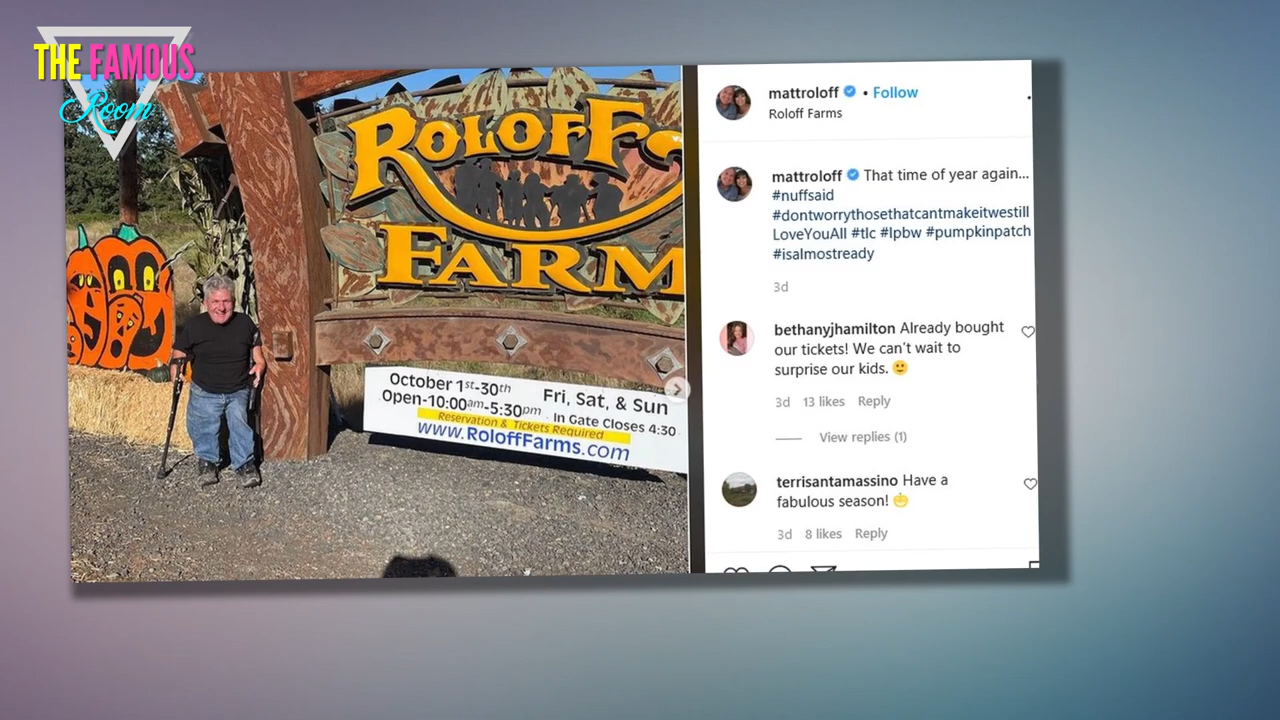 THE FAMOUS
Room
ROLOFF
FARM
October 1st-30th
Open-10:00am-5:30pm
Fri, Sat, & Sun
In Gate Closes 4:30
Reservation & Tickets Required
www.RoloffFarms.com
mattroloff • Follow
Roloff Farms
mattroloff That time of year again...
#nuffsaid
#dontworrythosethatcantmakeitwestill
LoveYouAll #tlc #lpbw #pumpkinpatch
#isalmostready
3d
bethanyjhamilton Already bought
our tickets! We can't wait to
surprise our kids. 🙂
3d 13 likes Reply
View replies (1)
terrisantamassino Have a
fabulous season! 🎃
3d 8 likes Reply